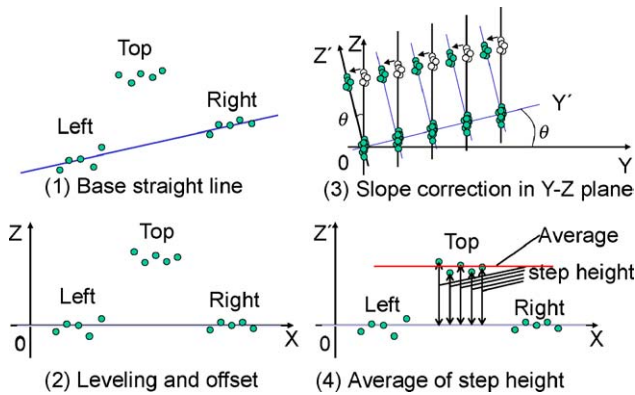 Top
Left
Right
(1) Base straight line
Z′
Z
Y′
θ
θ
0
Y
(3) Slope correction in Y-Z plane
Z
Top
Left
Right
0
X
(2) Leveling and offset
Z′
Top
Average
step height
Left
Right
0
X
(4) Average of step height